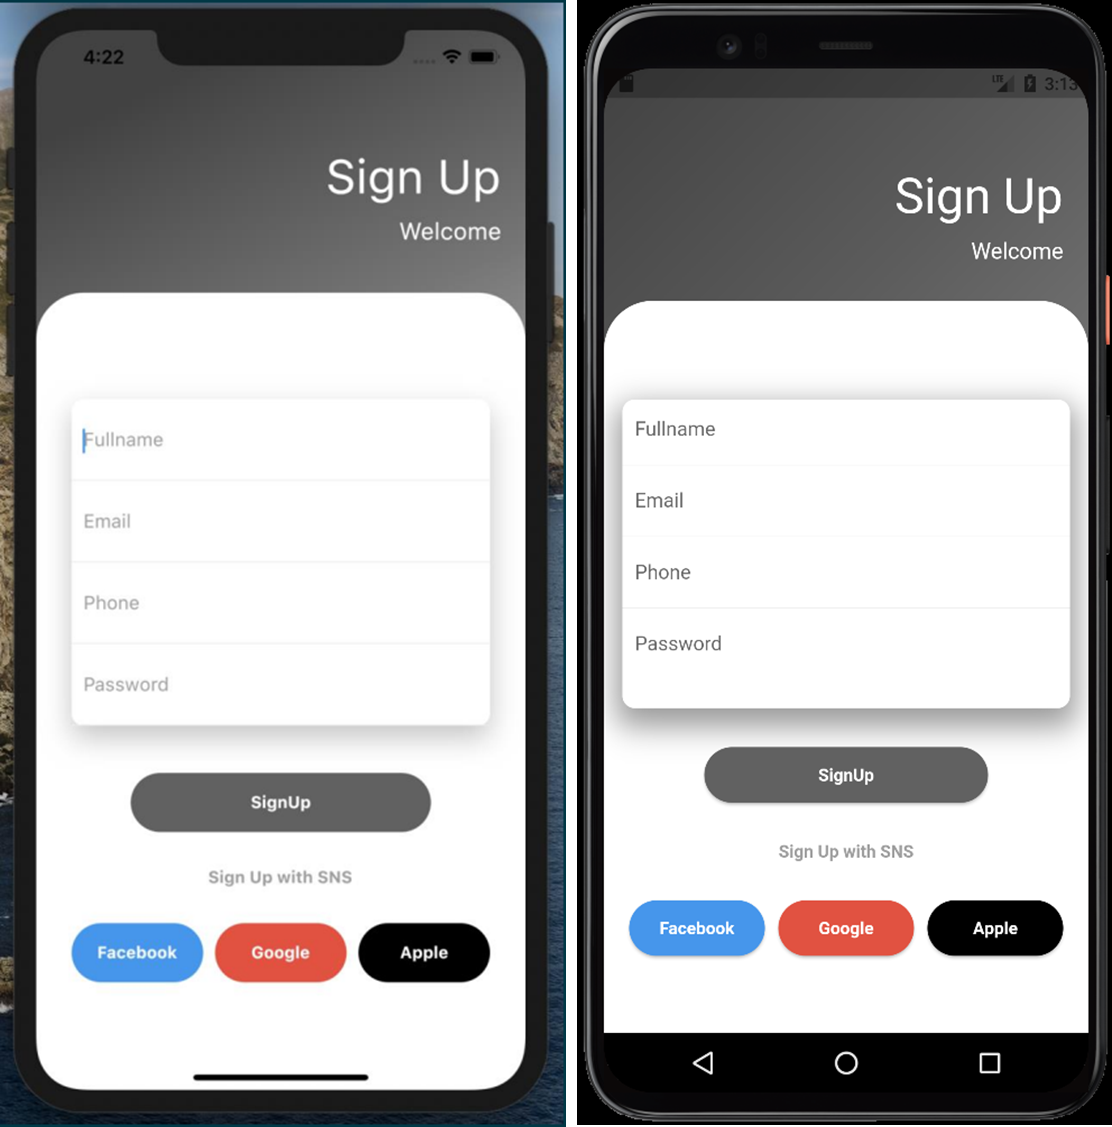 4:22
Sign Up
Welcome
Fullname
Email
Phone
Password
SignUp
Sign Up with SNS
Facebook Google Apple
LTE 3:13
Sign Up
Welcome
Fullname
Email
Phone
Password
SignUp
Sign Up with SNS
Facebook Google Apple